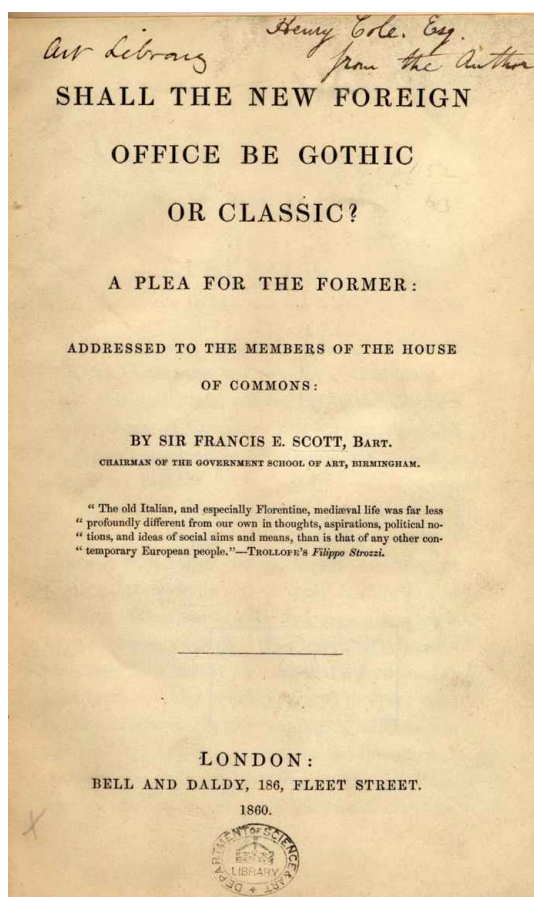 Henry Cole. Esq.
Art Library
from the Author
SHALL THE NEW FOREIGN
OFFICE BE GOTHIC
OR CLASSIC?
A PLEA FOR THE FORMER:
ADDRESSED TO THE MEMBERS OF THE HOUSE
OF COMMONS:
BY SIR FRANCIS E. SCOTT, BART.
CHAIRMAN OF THE GOVERNMENT SCHOOL OF ART, BIRMINGHAM.
“ The old Italian, and especially Florentine, mediæval life was far less
“ profoundly different from our own in thoughts, aspirations, political no-
“ tions, and ideas of social aims and means, than is that of any other con-
“ temporary European people.”—TROLLOPE'S Filippo Strozzi.
LONDON:
BELL AND DALDY, 186, FLEET STREET.
1860.
DEPARTMENT OF SCIENCE & ART
LIBRARY